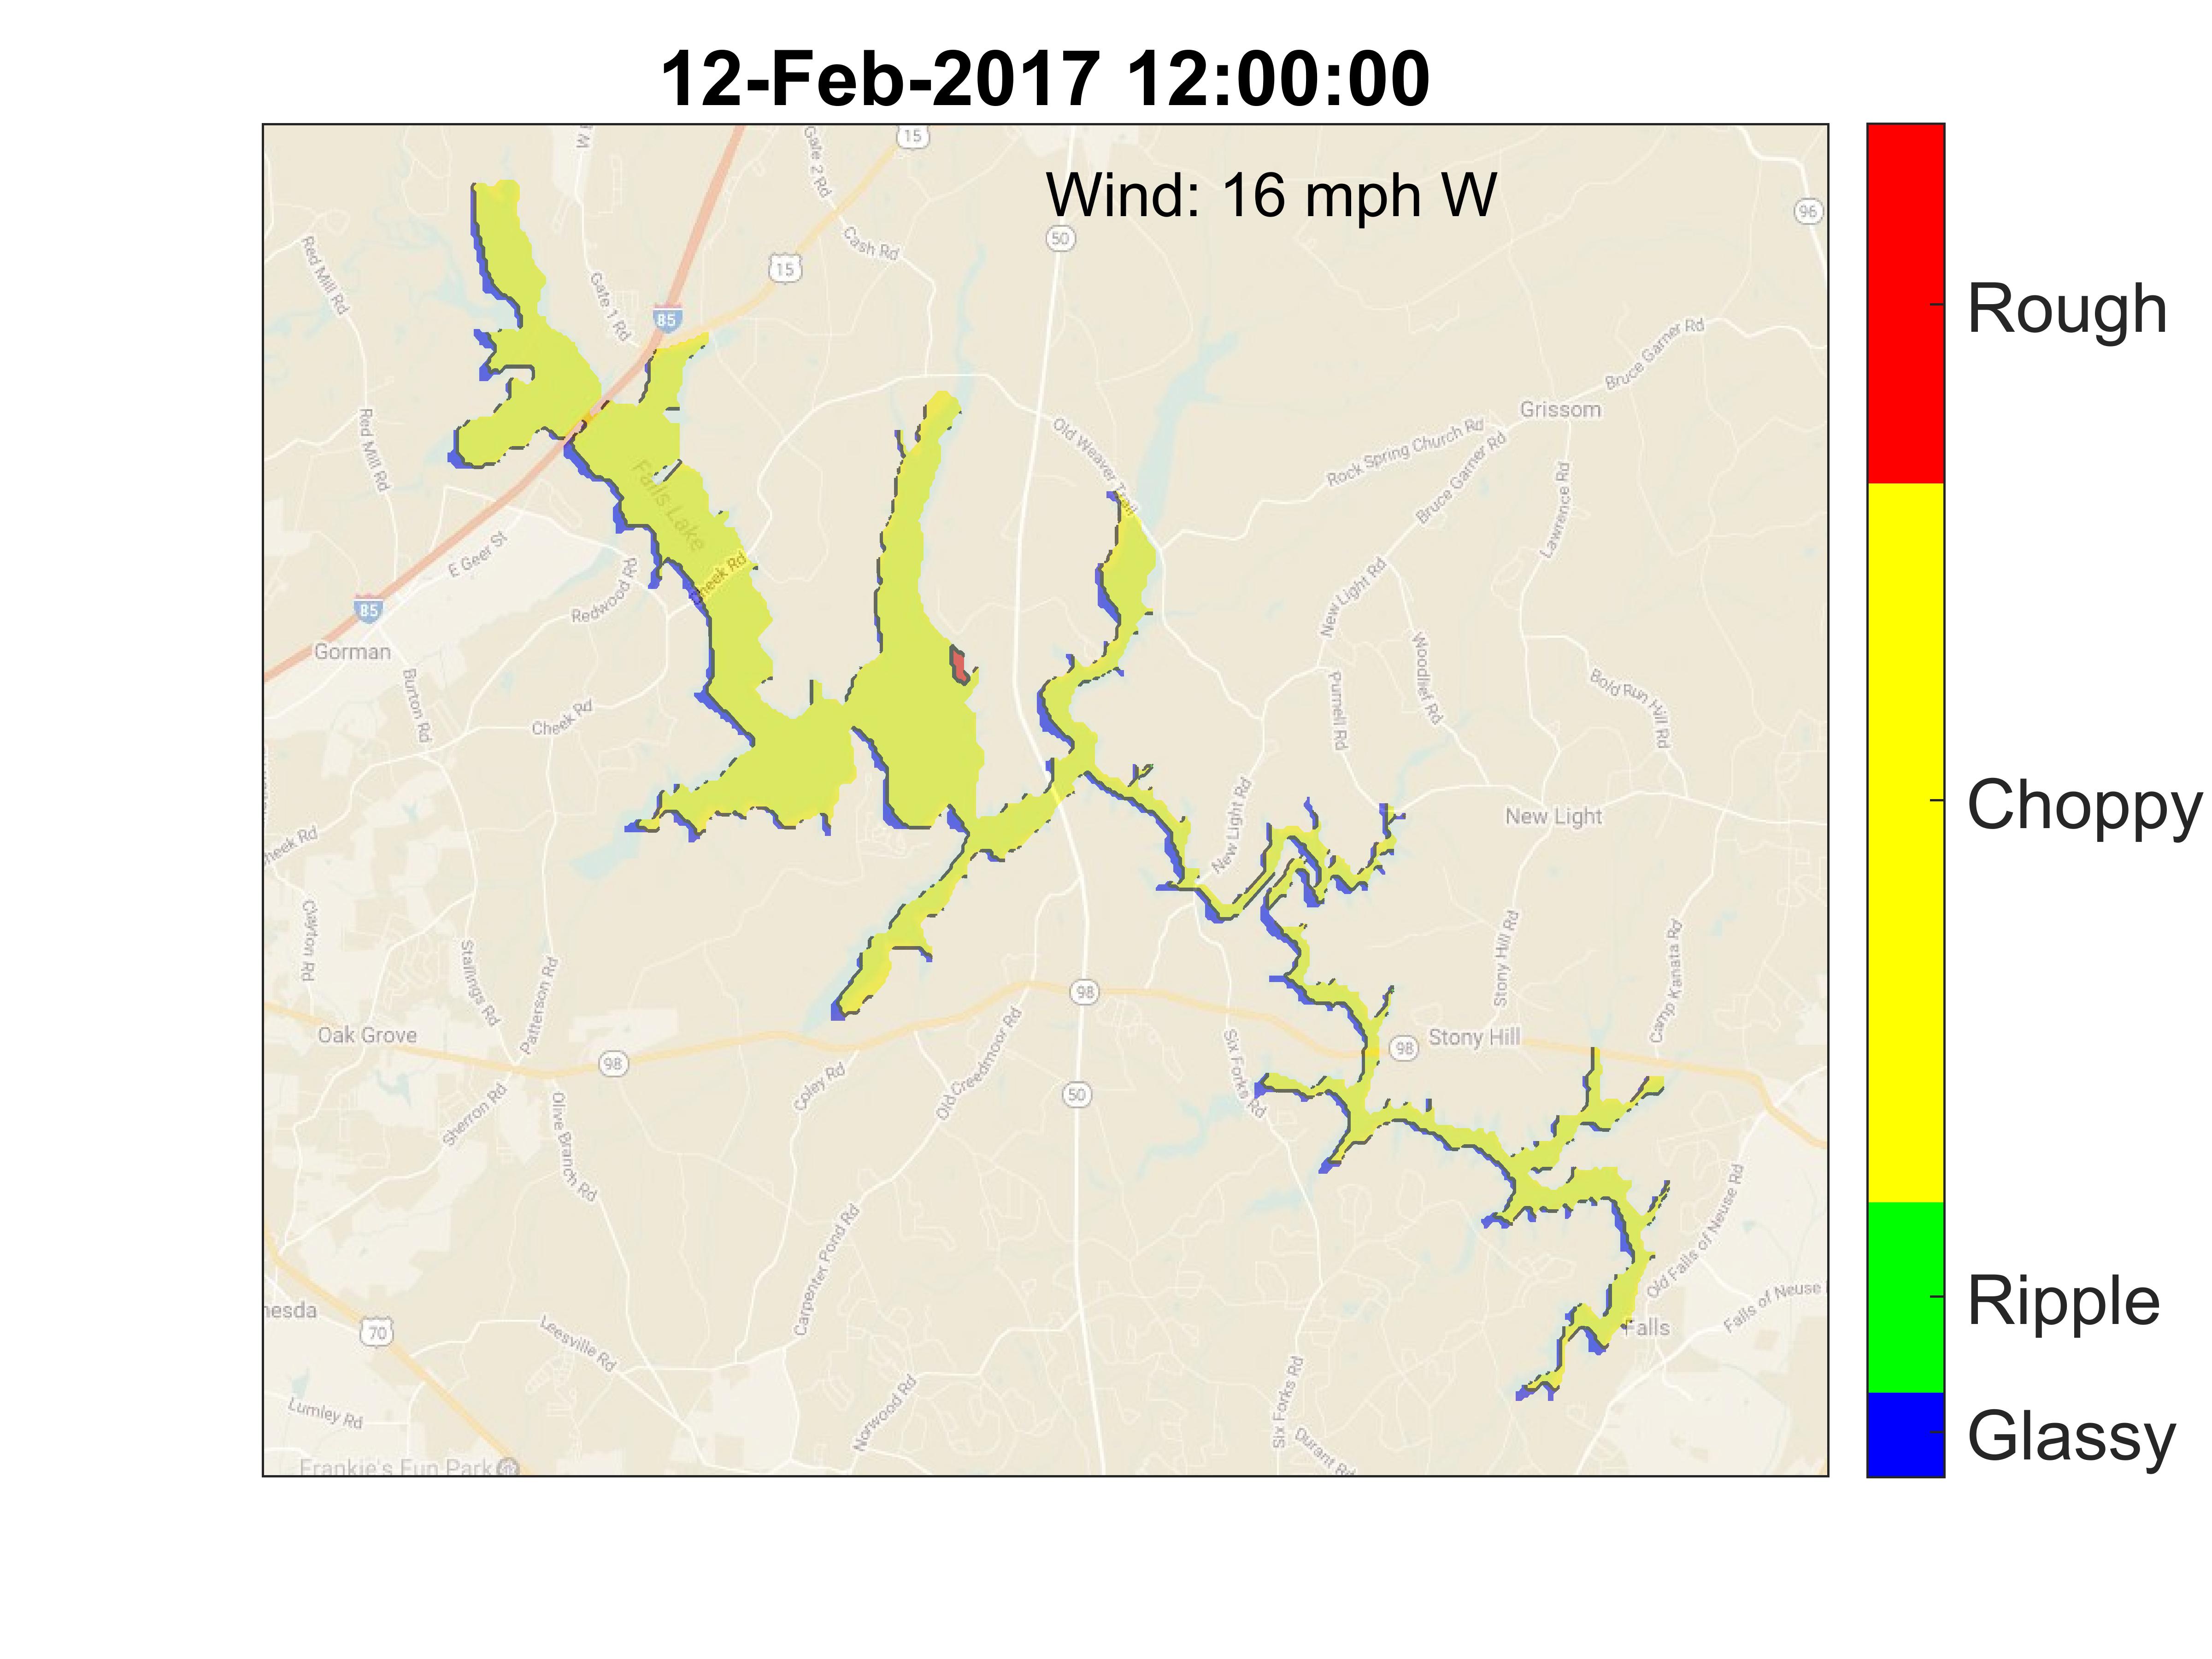 12-Feb-2017 12:00:00
Wind: 16 mph W
Rough
Choppy
Ripple
Glassy
15
Gate 2 Rd
96
50
Cash Rd
15
Red Mill Rd
Gate 1 Rd
85
Bruce Garner Rd
Grissom
Old Weaver Trail
Rock Spring Church Rd
Bruce Garner Rd
Red Mill Rd
Falls Lake
Lawrence Rd
E Geer St
Cheek Rd
Redwood Rd
New Light Rd
85
Gorman
Burton Rd
Purnell Rd
Woodlief Rd
Bold Run Hill Rd
Cheek Rd
New Light Rd
New Light
heek Rd
Clayton Rd
Stallings Rd
Patterson Rd
Stony Hill Rd
Camp Kanata Rd
98
Oak Grove
98
Coley Rd
Old Creedmoor Rd
Six Forks Rd
98
Stony Hill
50
Sherron Rd
Olive Branch Rd
Carpenter Pond Rd
Old Falls of Neuse Rd
Falls of Neuse
nesda
70
Leesville Rd
Falls
Lumley Rd
Norwood Rd
Six Forks Rd
Durant Rd
Frankie's Fun Park